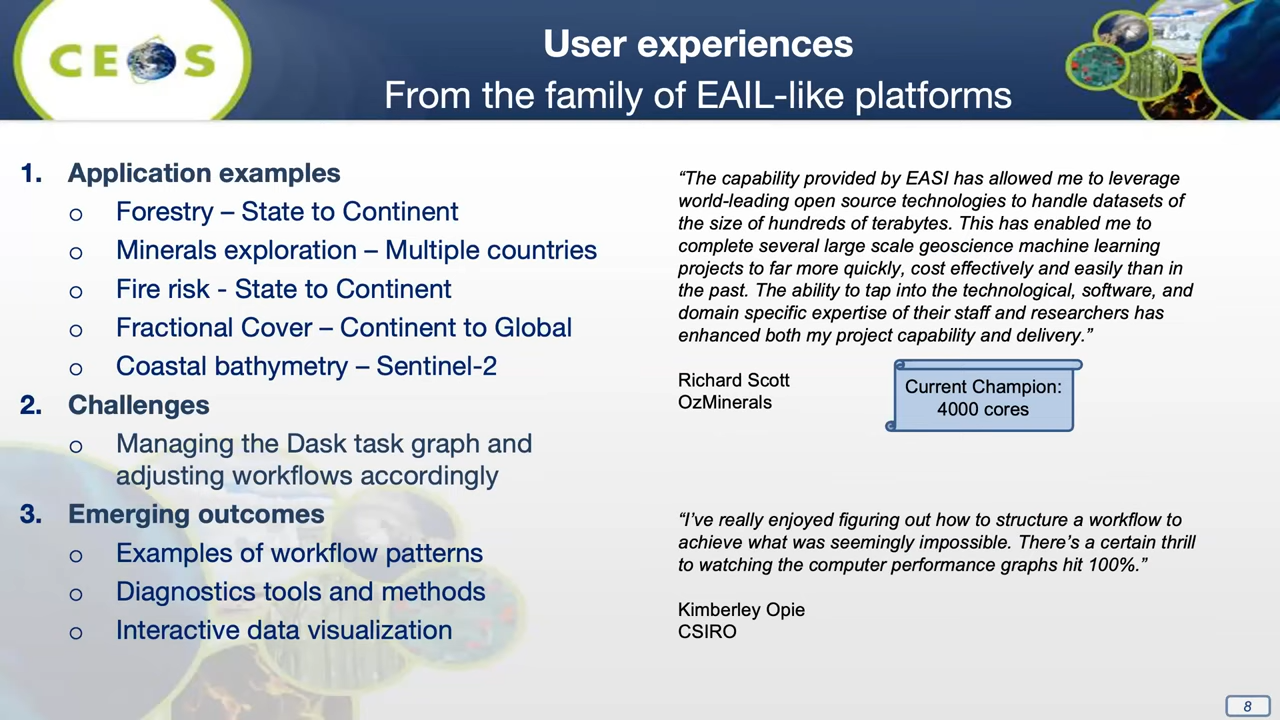 CEOS
User experiences
From the family of EAIL-like platforms
1. Application examples
o Forestry – State to Continent
o Minerals exploration – Multiple countries
o Fire risk - State to Continent
o Fractional Cover – Continent to Global
o Coastal bathymetry – Sentinel-2
2. Challenges
o Managing the Dask task graph and
adjusting workflows accordingly
3. Emerging outcomes
o Examples of workflow patterns
o Diagnostics tools and methods
o Interactive data visualization
“The capability provided by EASI has allowed me to leverage
world-leading open source technologies to handle datasets of
the size of hundreds of terabytes. This has enabled me to
complete several large scale geoscience machine learning
projects to far more quickly, cost effectively and easily than in
the past. The ability to tap into the technological, software, and
domain specific expertise of their staff and researchers has
enhanced both my project capability and delivery.”
Richard Scott
OzMinerals
Current Champion:
4000 cores
“I’ve really enjoyed figuring out how to structure a workflow to
achieve what was seemingly impossible. There’s a certain thrill
to watching the computer performance graphs hit 100%.”
Kimberley Opie
CSIRO
8